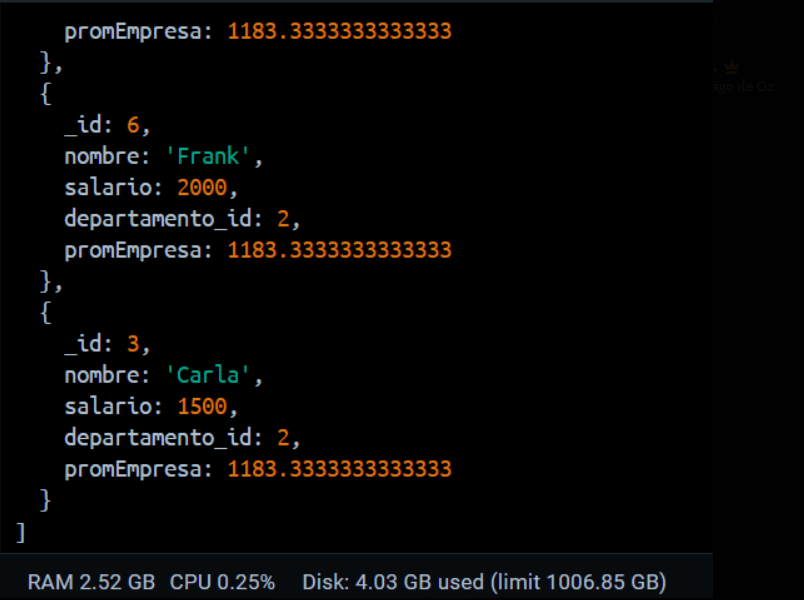 promEmpresa: 1183.3333333333333
},
{
_id: 6,
nombre: 'Frank',
salario: 2000,
departamento_id: 2,
promEmpresa: 1183.3333333333333
},
{
_id: 3,
nombre: 'Carla',
salario: 1500,
departamento_id: 2,
promEmpresa: 1183.3333333333333
}
]
RAM 2.52 GB CPU 0.25% Disk: 4.03 GB used (limit 1006.85 GB)